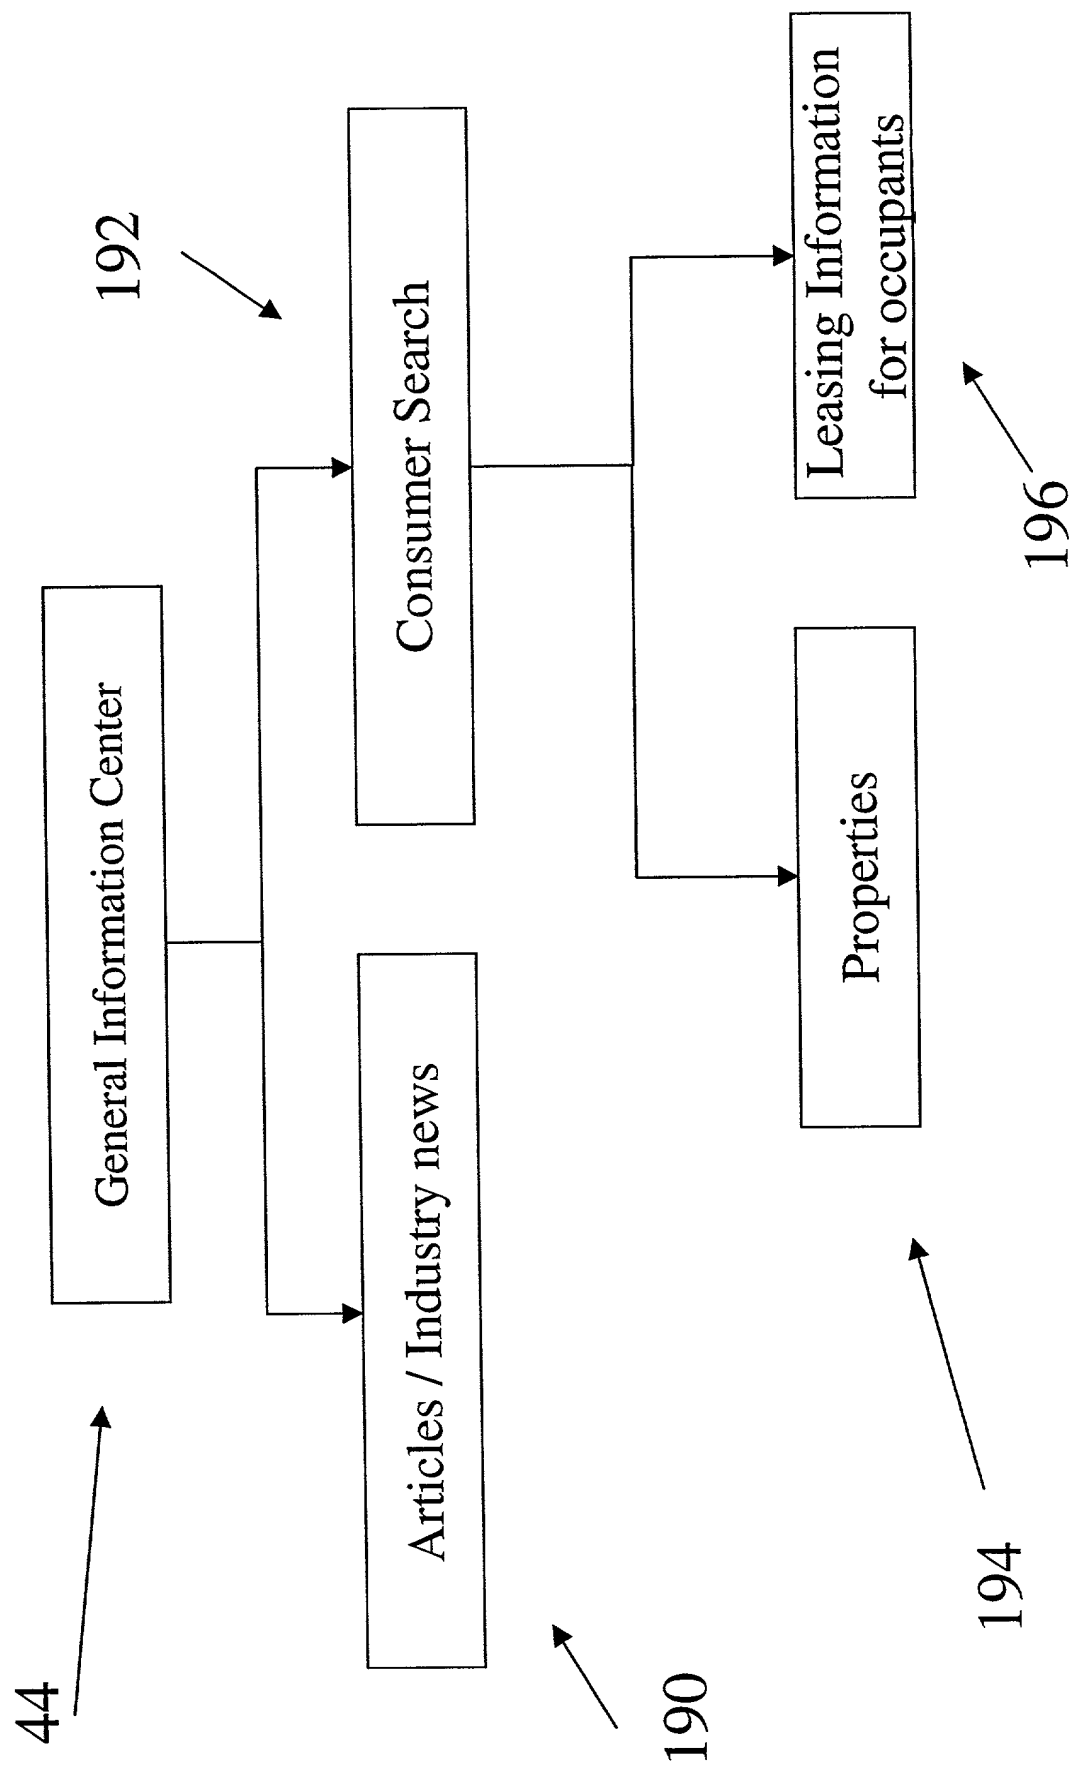 44
General Information Center
192
Articles / Industry news
Consumer Search
190
Properties
Leasing Information
for occupants
194
196